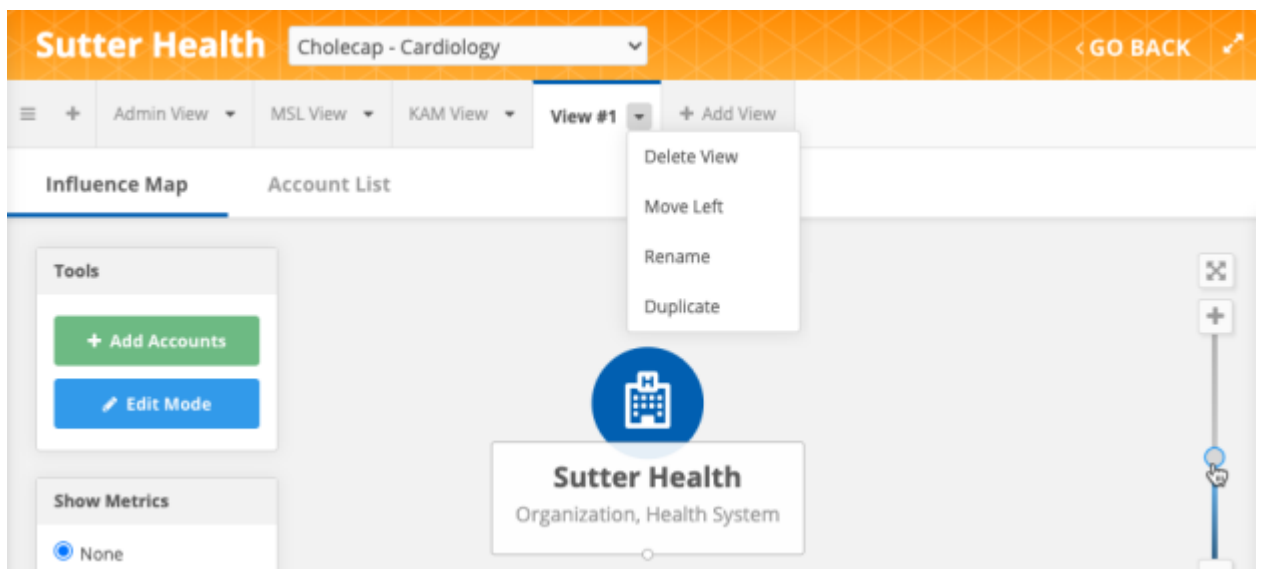 Sutter Health Cholecap - Cardiology < GO BACK
+ Admin View MSL View KAM View View #1 + Add View
Delete View
Influence Map Account List
Move Left
Rename
Tools
Duplicate
+ Add Accounts
Edit Mode
H
Sutter Health
Organization, Health System
Show Metrics
None